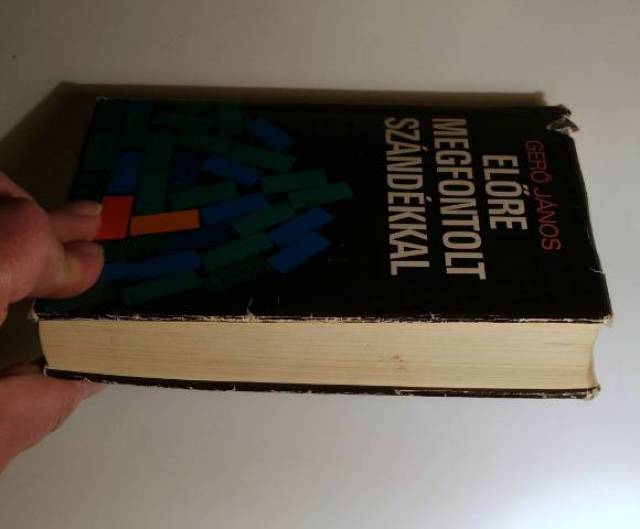 GERŐ JÁNOS
ELŐRE
MEGFONTOLT
SZÁNDÉKKAL